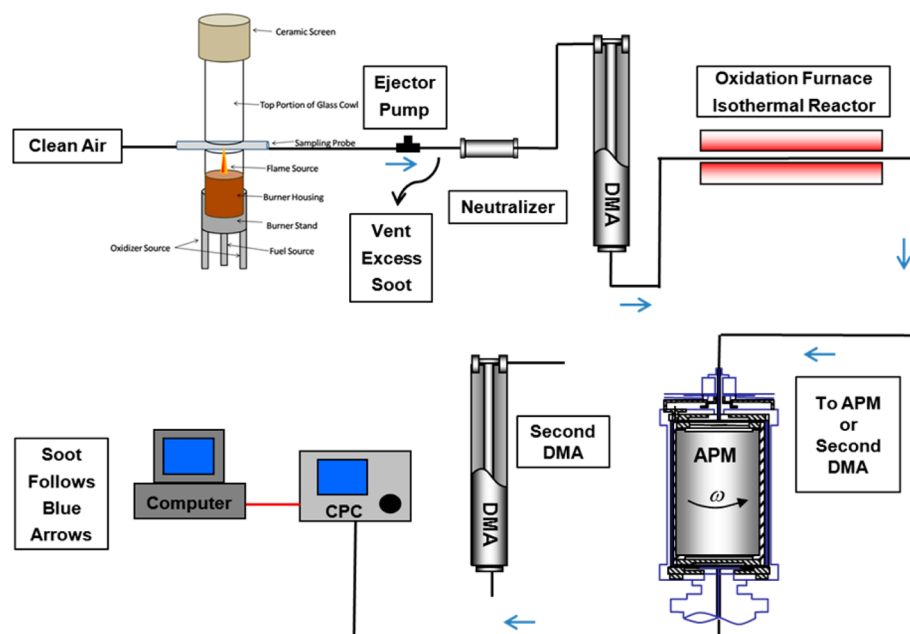 Ceramic Screen
Top Portion of Glass Cowl
Clean Air
Sampling Probe
Flame Source
Burner Housing
Burner Stand
Oxidizer Source
Fuel Source
Ejector
Pump
Vent
Excess
Soot
Neutralizer
DMA
Oxidation Furnace
Isothermal Reactor
Soot
Follows
Blue
Arrows
Computer
CPC
DMA
Second
DMA
APM
ω
To APM
or
Second
DMA